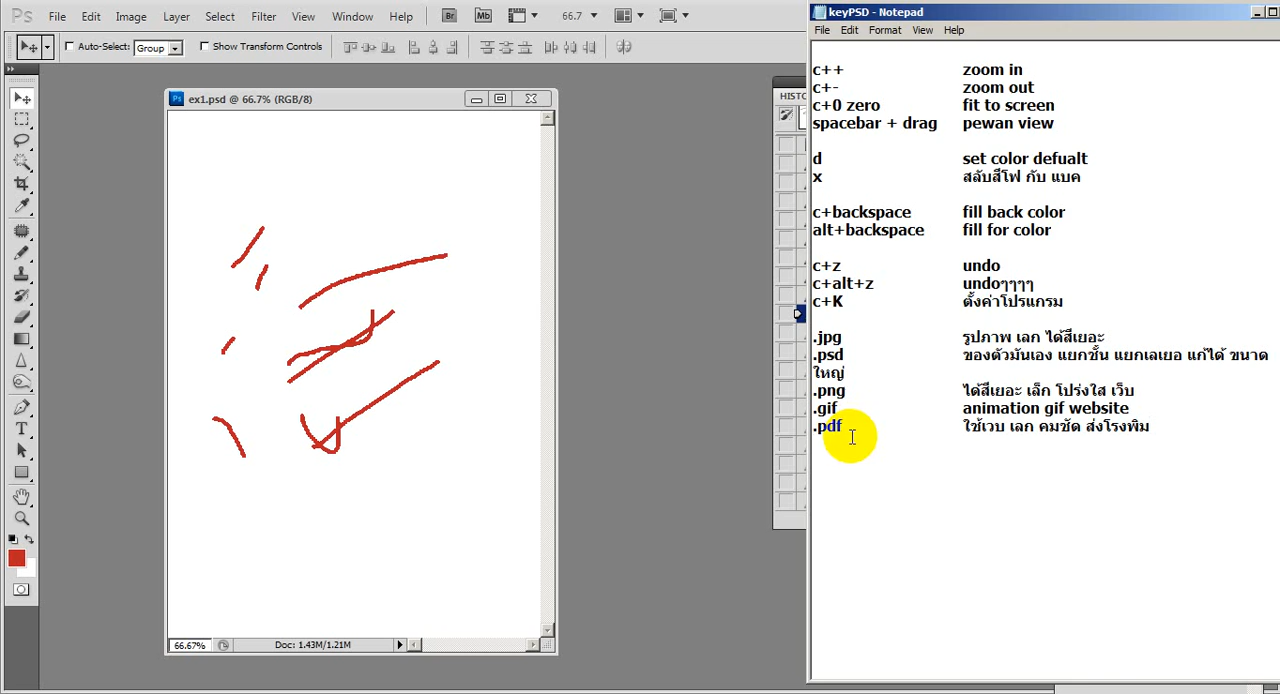 Ps File Edit Image Layer Select Filter View Window Help Br Mb 66.7
Auto-Select: Group Show Transform Controls
Ps ex1.psd @ 66.7% (RGB/8)
66.67% Doc: 1.43M/1.21M
HISTO
keyPSD - Notepad
File Edit Format View Help
c++ zoom in
c+- zoom out
c+0 zero fit to screen
spacebar + drag pewan view
d set color defualt
x สลับสีโฟ กับ แบค
c+backspace fill back color
alt+backspace fill for color
c+z undo
c+alt+z undoๆๆๆๆ
c+K ตั้งค่าโปรแกรม
.jpg รูปภาพ เลก ได้สีเยอะ
.psd ของตัวมันเอง แยกชั้น แยกเลเยอ แก้ได้ ขนาด
ใหญ่
.png ได้สีเยอะ เล็ก โปร่งใส เว็บ
.gif animation gif website
.pdf ใช้เวบ เลก คมชัด ส่งโรงพิม